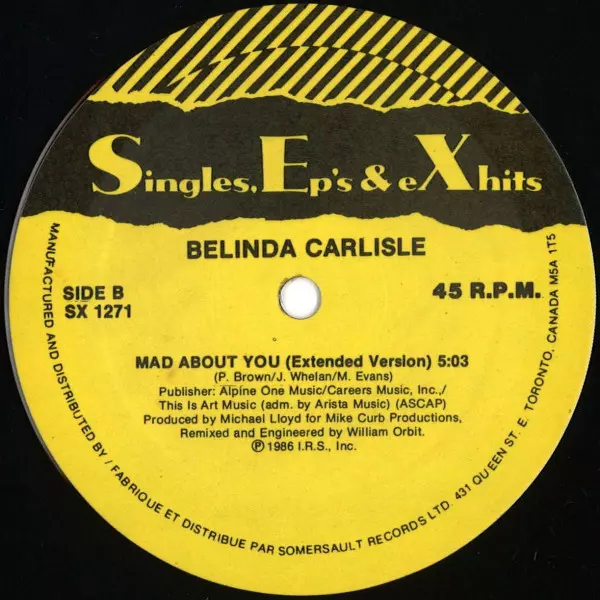 Singles, Ep's & eX hits
BELINDA CARLISLE
SIDE B
SX 1271
45 R.P.M.
MAD ABOUT YOU (Extended Version) 5:03
(P. Brown/J. Whelan/M. Evans)
Publisher: Alpine One Music/Careers Music, Inc.,/
This Is Art Music (adm. by Arista Music) (ASCAP)
Produced by Michael Lloyd for Mike Curb Productions,
Remixed and Engineered by William Orbit.
Ⓟ 1986 I.R.S., Inc.
MANUFACTURED AND DISTRIBUTED BY / FABRIQUE ET DISTRIBUE PAR SOMERSAULT RECORDS LTD. 431 QUEEN ST. E. TORONTO, CANADA M5A 1T5